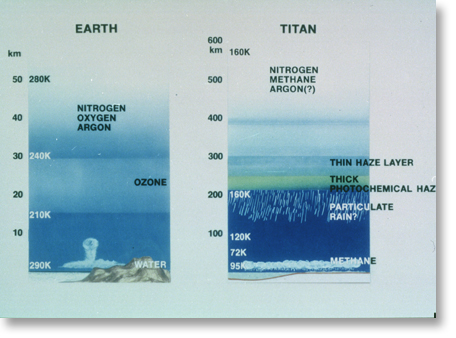 EARTH
km
50
280K
NITROGEN
OXYGEN
ARGON
40
30
240K
OZONE
20
210K
10
290K
WATER
TITAN
600
km
160K
NITROGEN
METHANE
ARGON(?)
500
400
300
THIN HAZE LAYER
THICK
PHOTOCHEMICAL HAZ
200
160K
PARTICULATE
RAIN?
100
120K
72K
METHANE
95K